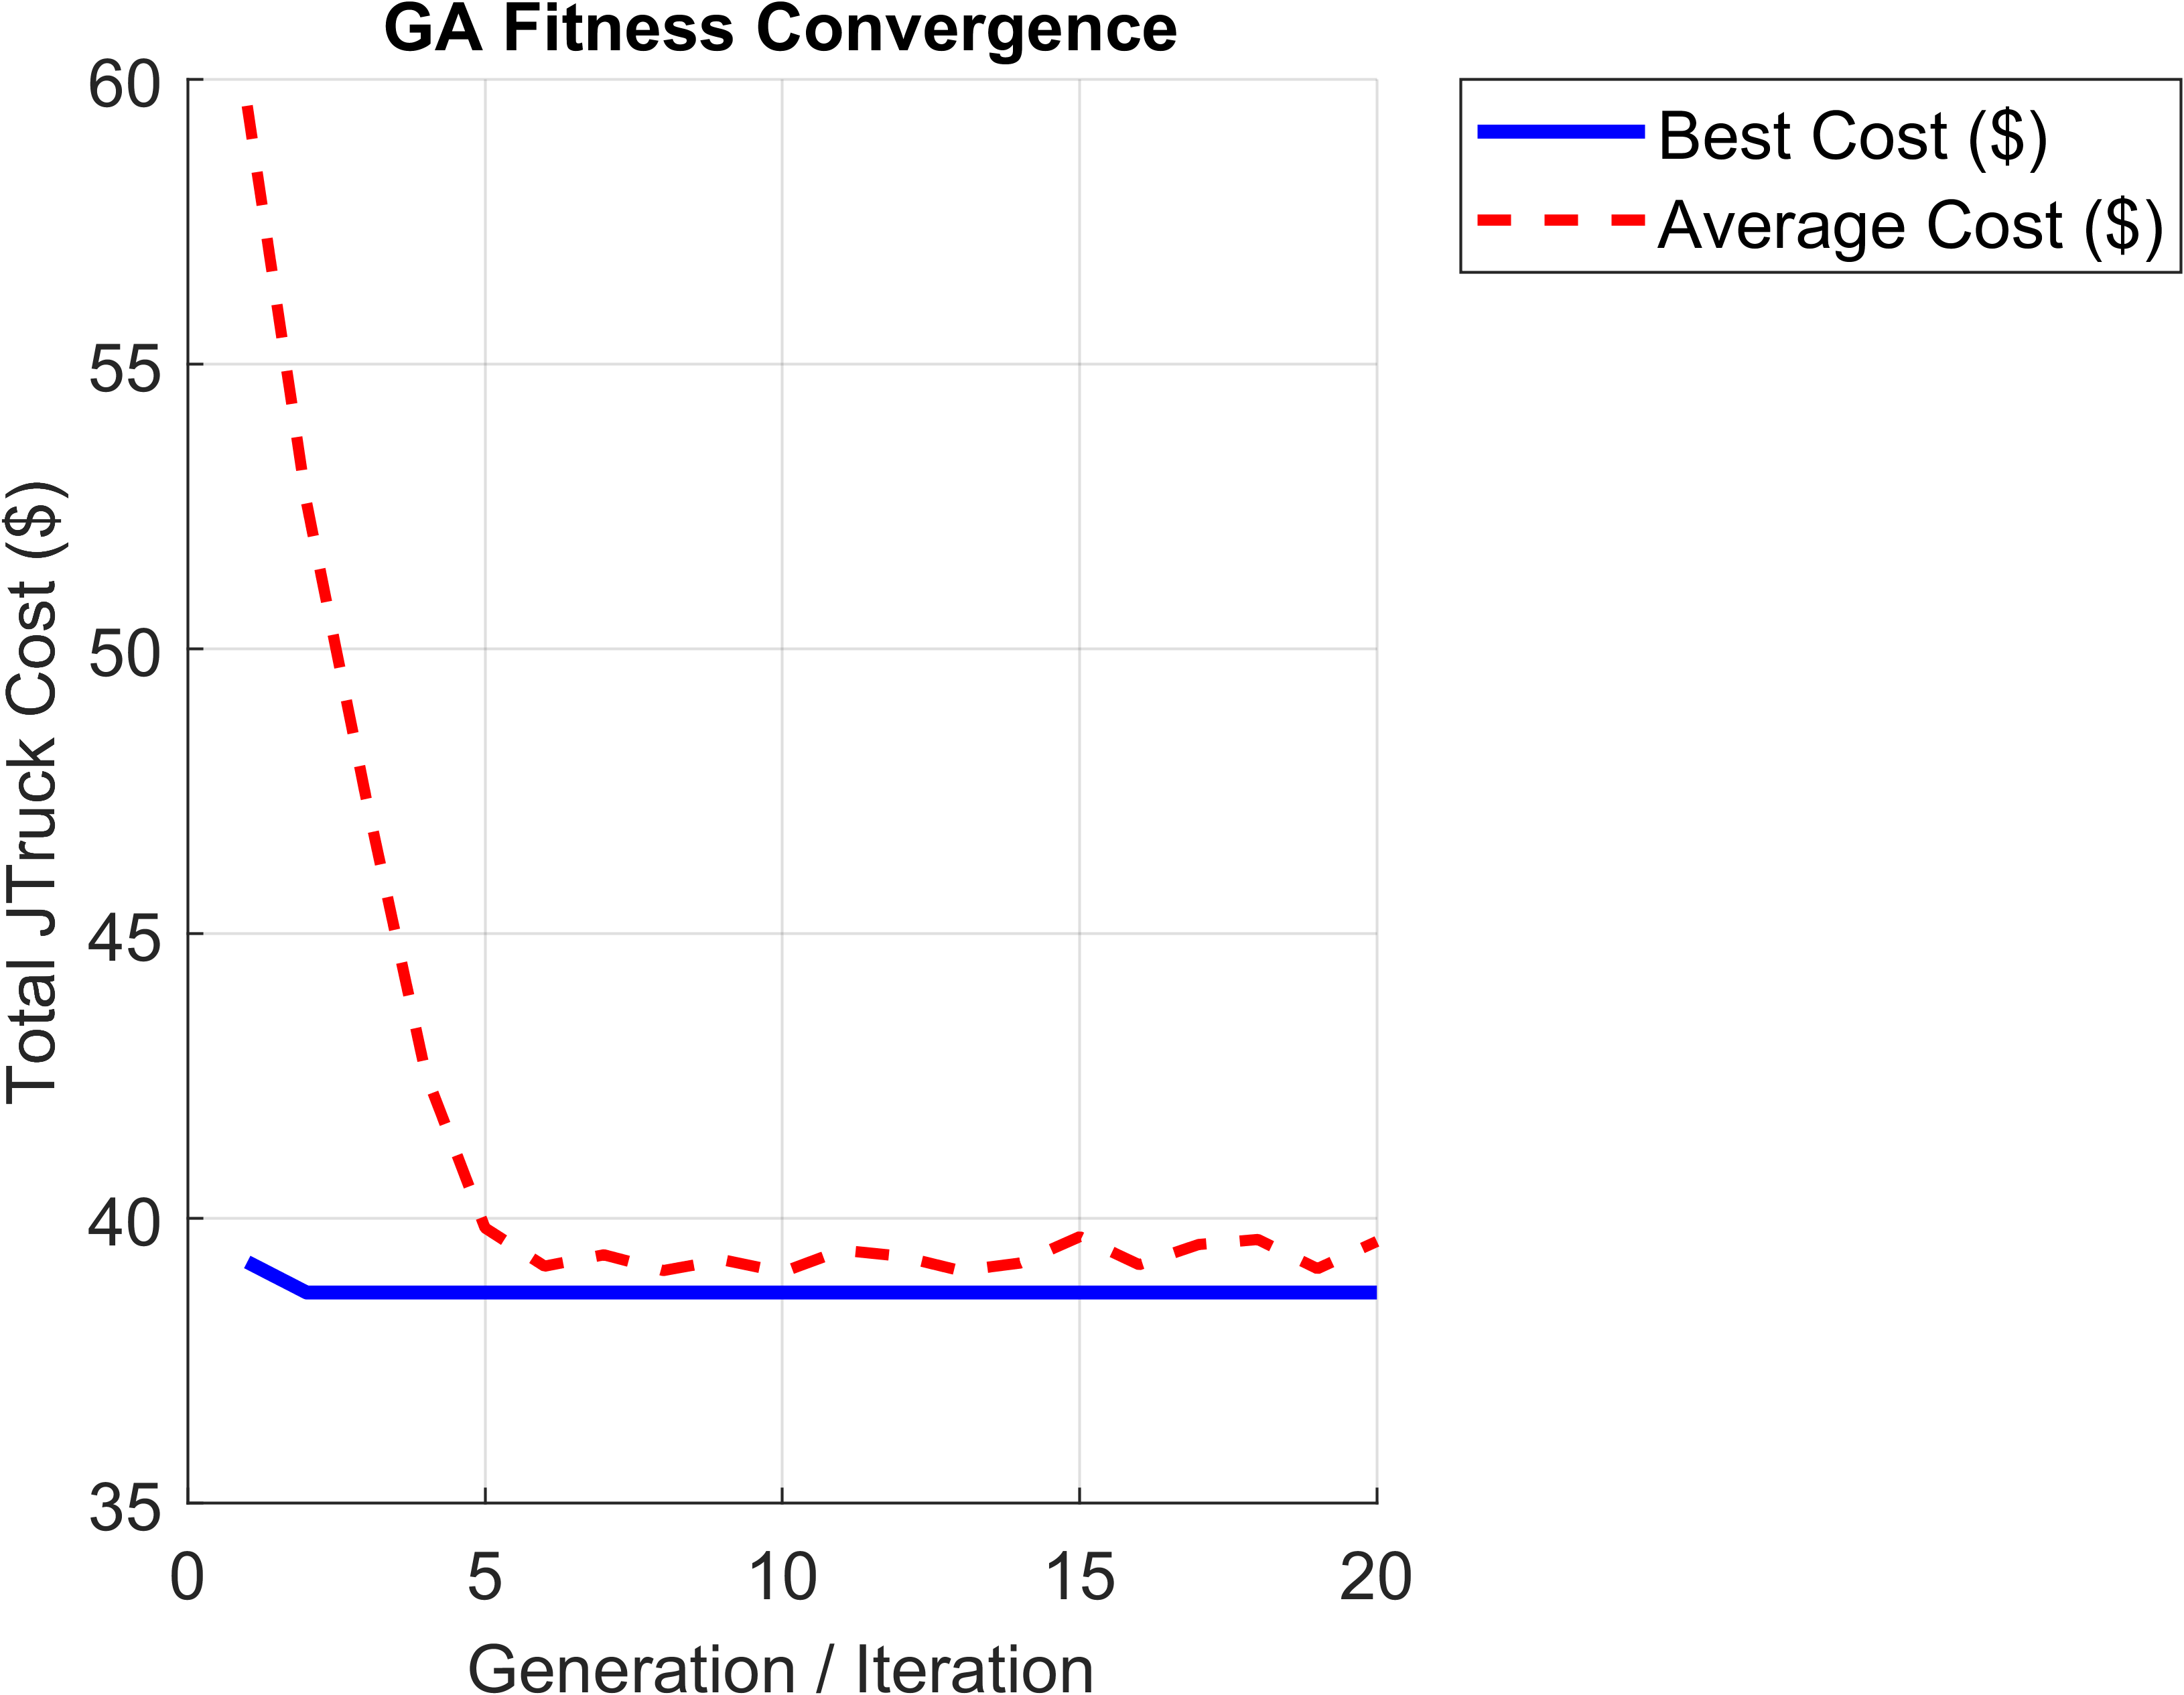 GA Fitness Convergence
Best Cost ($)
Average Cost ($)
Total JTruck Cost ($)
60
55
50
45
40
35
0 5 10 15 20
Generation / Iteration